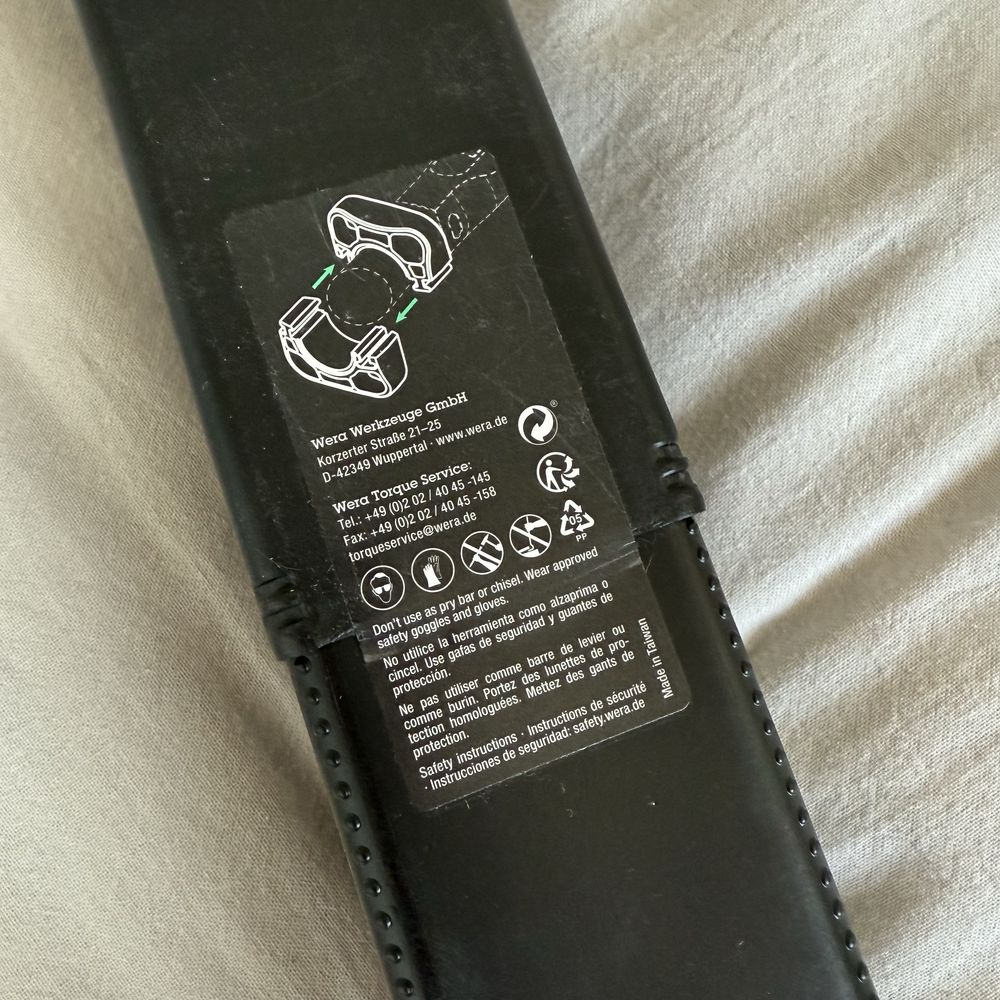 Wera Werkzeuge GmbH
Korzerter Straße 21–25
D-42349 Wuppertal · www.wera.de
®
Wera Torque Service:
Tel.: +49 (0)2 02 / 40 45 -145
Fax: +49 (0)2 02 / 40 45 -158
torqueservice@wera.de
05
PP
Don't use as pry bar or chisel. Wear approved
safety goggles and gloves.
No utilice la herramienta como alzaprima o
cincel. Use gafas de seguridad y guantes de
protección.
Ne pas utiliser comme barre de levier ou
comme burin. Portez des lunettes de pro-
tection homologuées. Mettez des gants de
protection.
Safety instructions · Instructions de sécurité
· Instrucciones de seguridad: safety.wera.de
Made in Taiwan